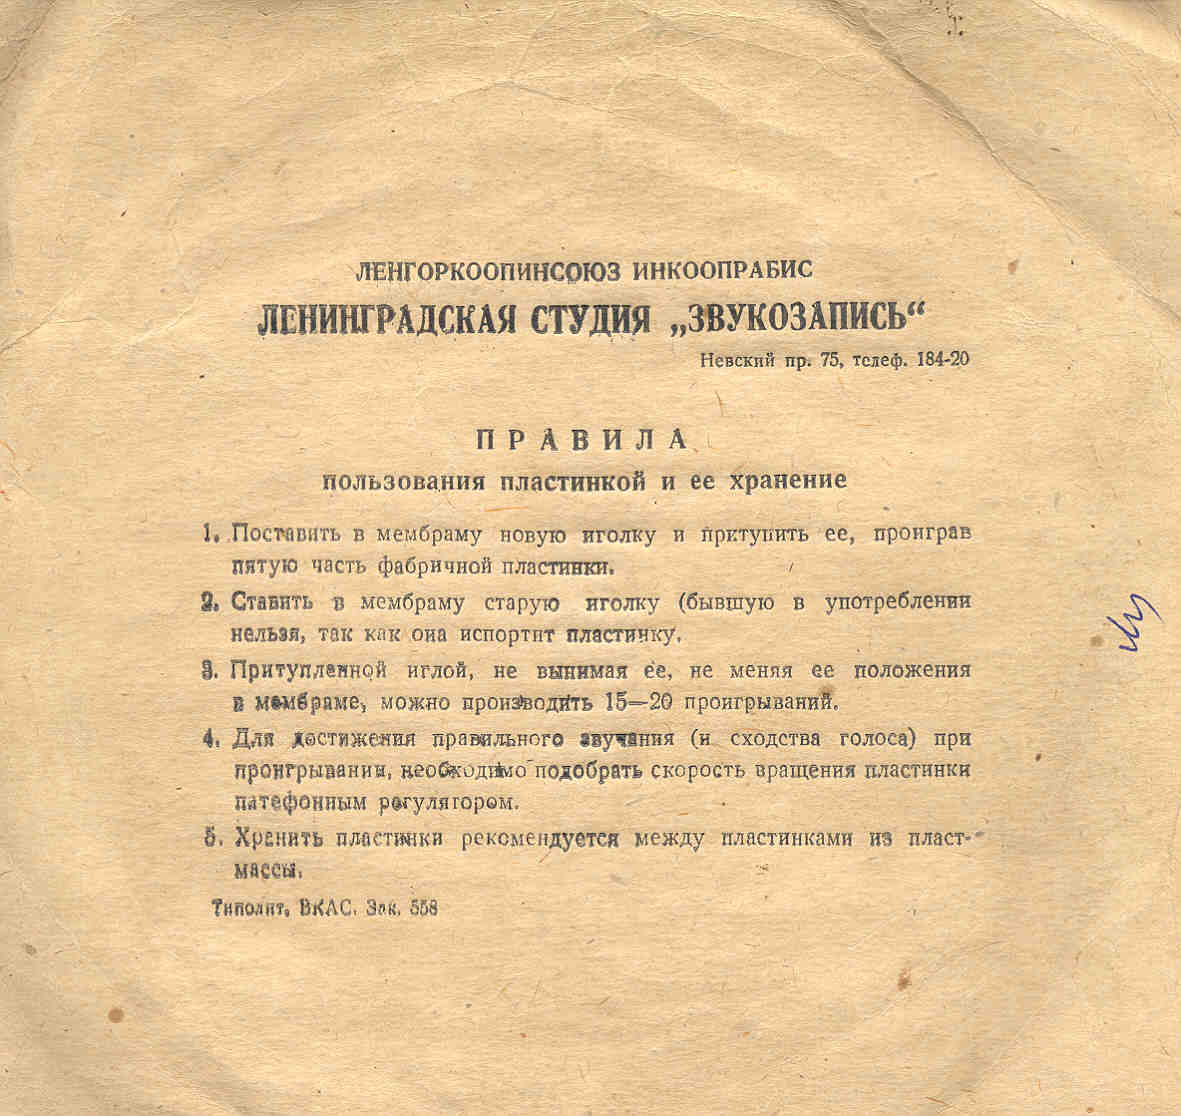 ЛЕНГОРКООПИНСОЮЗ ИНКООПРАБИС
ЛЕНИНГРАДСКАЯ СТУДИЯ „ЗВУКОЗАПИСЬ“
Невский пр. 75, телеф. 184-20
ПРАВИЛА
пользования пластинкой и ее хранение
1. Поставить в мембраму новую иголку и притупить ее, проиграв
пятую часть фабричной пластинки.
2. Ставить в мембраму старую иголку (бывшую в употреблении
нельзя, так как она испортит пластинку.
3. Притупленной иглой, не вынимая ее, не меняя ее положения
в мембраме, можно производить 15—20 проигрываний.
4. Для достижения правильного звучания (и сходства голоса) при
проигрывании, необходимо подобрать скорость вращения пластинки
патефонным регулятором.
5. Хранить пластинки рекомендуется между пластинками из пласт-
массы.
Типолит. ВКАС. Зак. 558